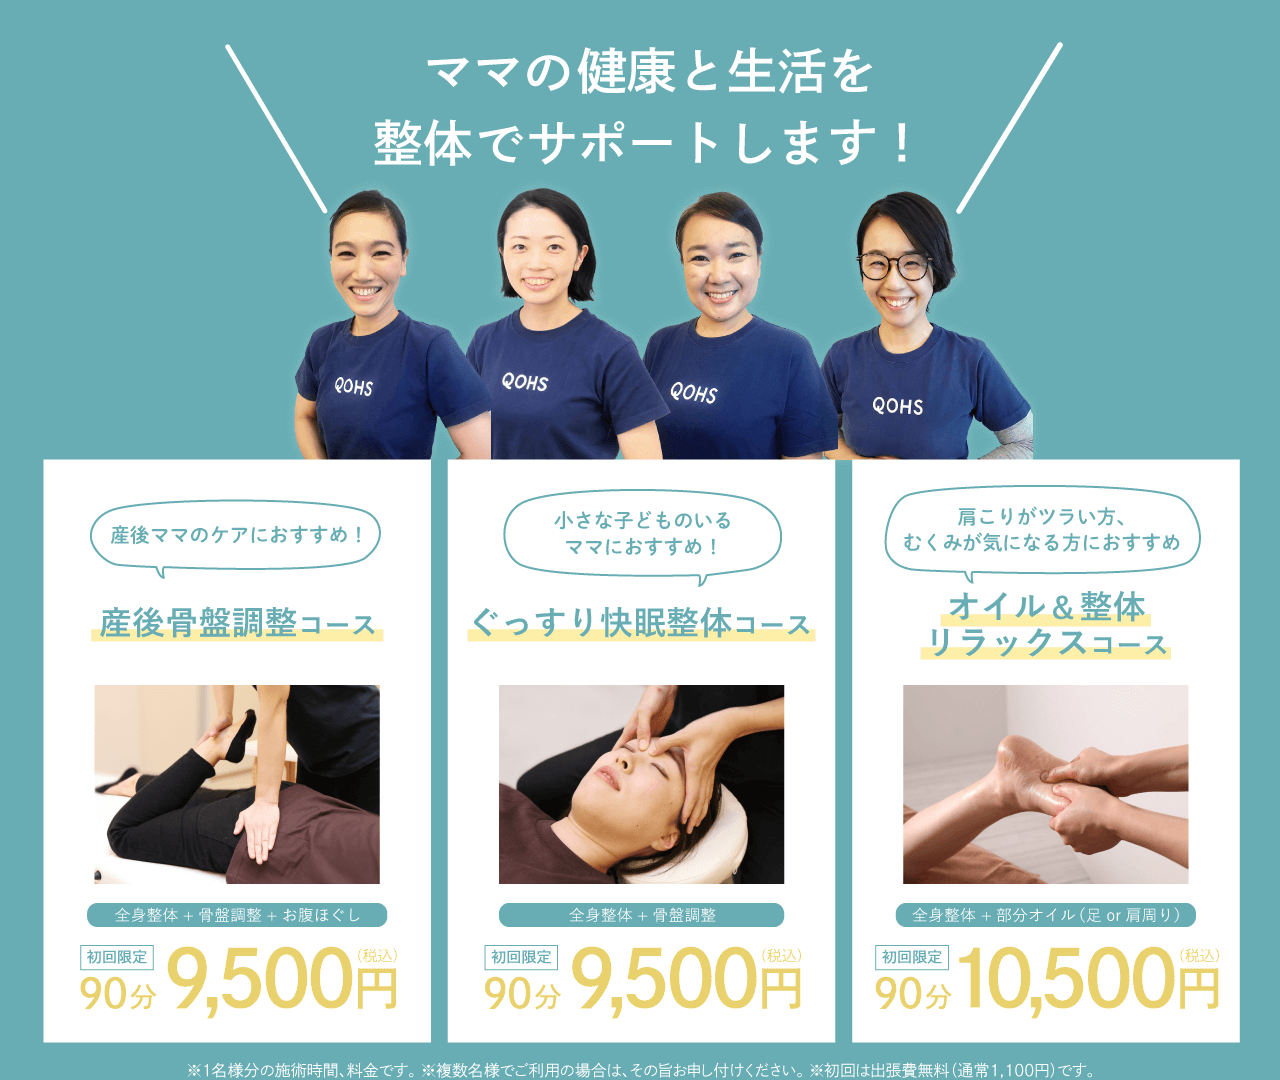 ママの健康と生活を
整体でサポートします！
QOHS
QOHS
QOHS
QOHS
産後ママのケアにおすすめ！
産後骨盤調整コース
全身整体 + 骨盤調整 + お腹ほぐし
初回限定
90分 9,500円(税込)
小さな子どものいる
ママにおすすめ！
ぐっすり快眠整体コース
全身整体 + 骨盤調整
初回限定
90分 9,500円(税込)
肩こりがツラい方、
むくみが気になる方におすすめ
オイル＆整体
リラックスコース
全身整体 + 部分オイル（足 or 肩周り）
初回限定
90分 10,500円(税込)
※1名様分の施術時間、料金です。※複数名様でご利用の場合は、その旨お申し付けください。※初回は出張費無料（通常1,100円）です。